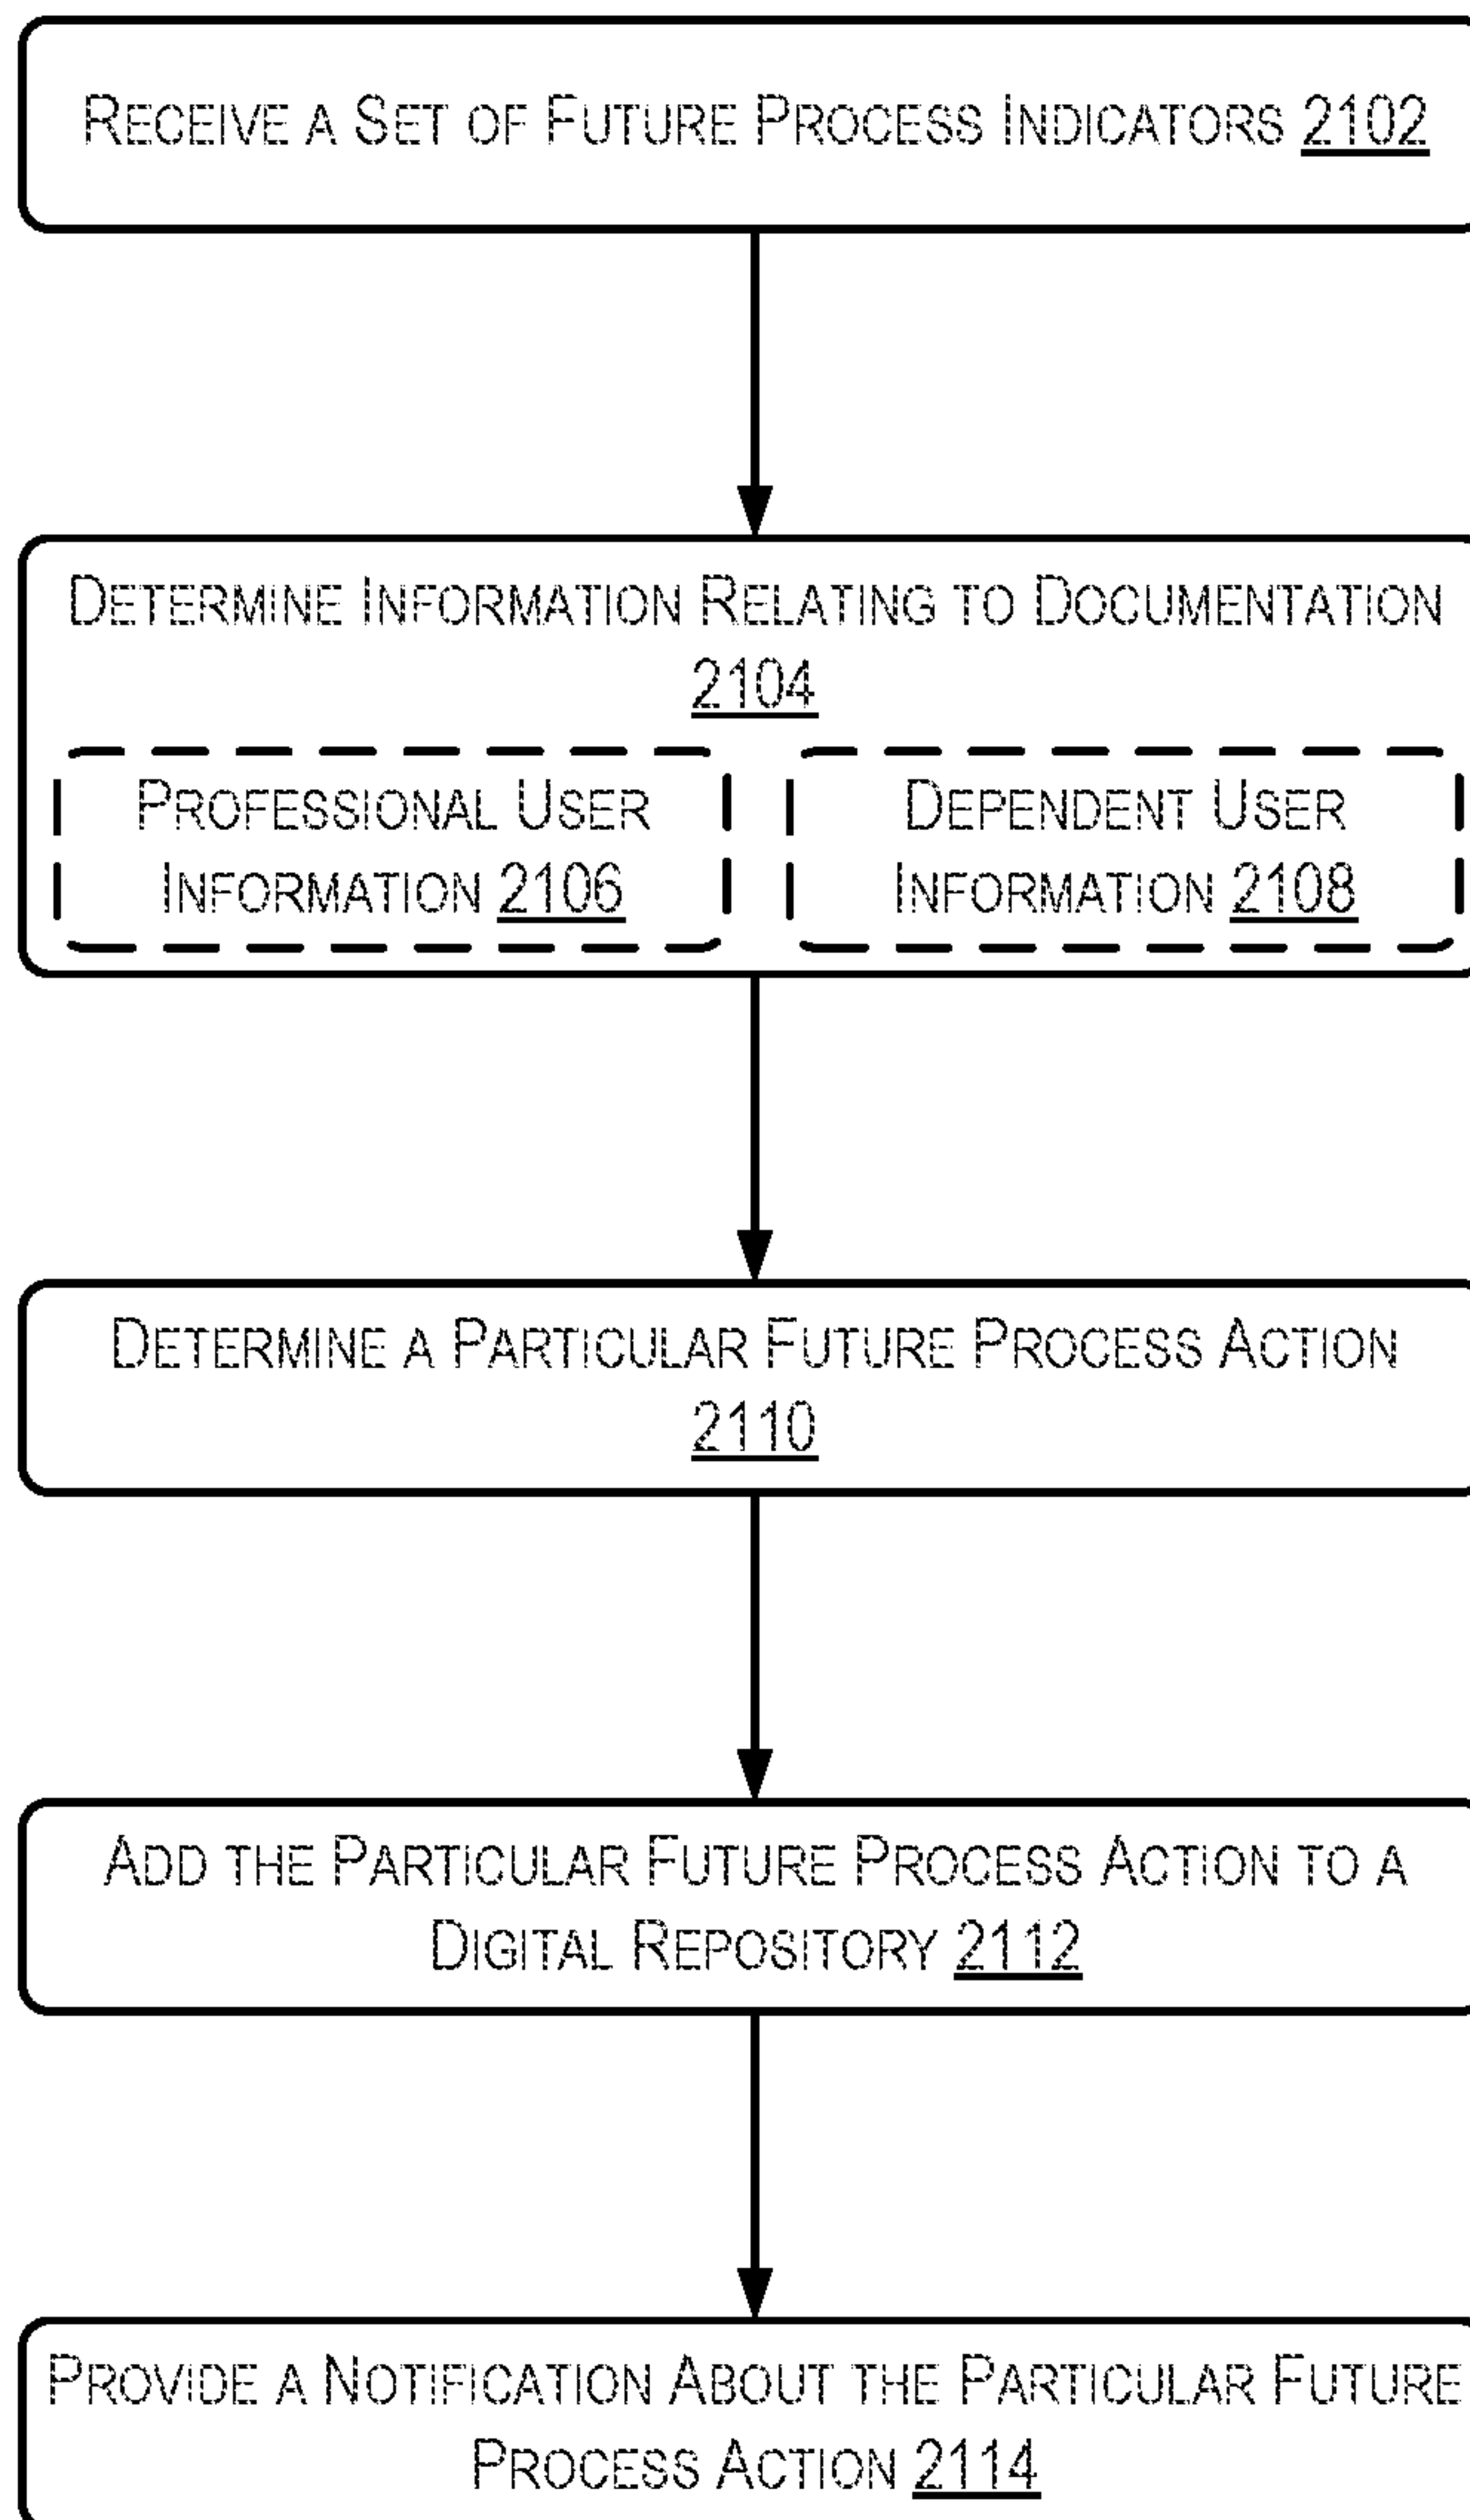 RECEIVE A SET OF FUTURE PROCESS INDICATORS 2102
DETERMINE INFORMATION RELATING TO DOCUMENTATION
2104
PROFESSIONAL USER
INFORMATION 2106
DEPENDENT USER
INFORMATION 2108
DETERMINE A PARTICULAR FUTURE PROCESS ACTION
2110
ADD THE PARTICULAR FUTURE PROCESS ACTION TO A
DIGITAL REPOSITORY 2112
PROVIDE A NOTIFICATION ABOUT THE PARTICULAR FUTURE
PROCESS ACTION 2114